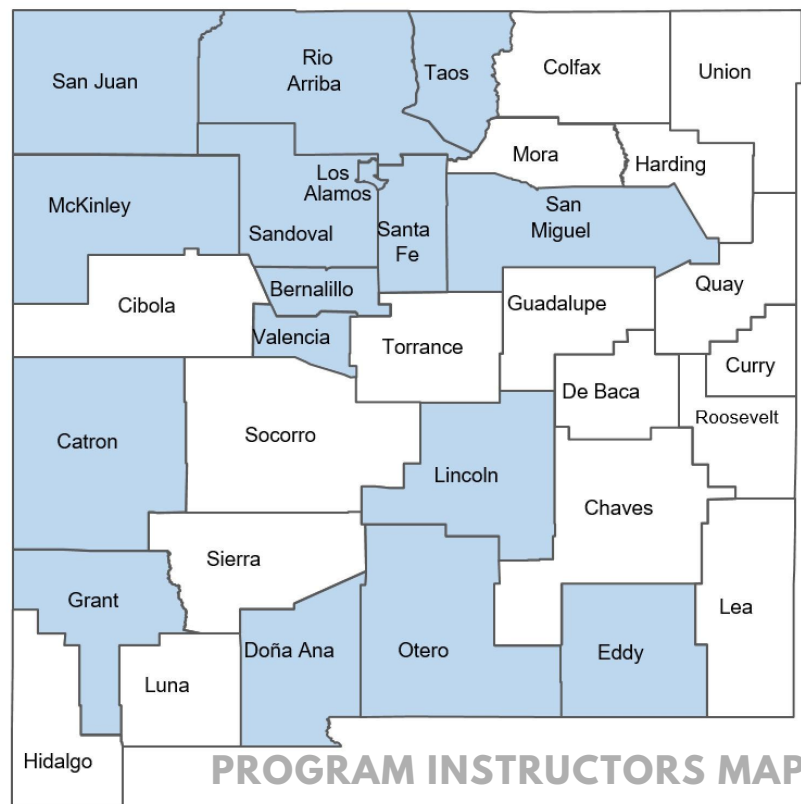 San Juan
Rio
Arriba
Taos
Colfax
Union
Mora
Harding
Los
Alamos
McKinley
Sandoval
Santa
Fe
San
Miguel
Bernalillo
Quay
Cibola
Guadalupe
Valencia
Torrance
Curry
De Baca
Roosevelt
Catron
Socorro
Lincoln
Chaves
Sierra
Grant
Lea
Doña Ana
Otero
Eddy
Luna
Hidalgo
PROGRAM INSTRUCTORS MAP